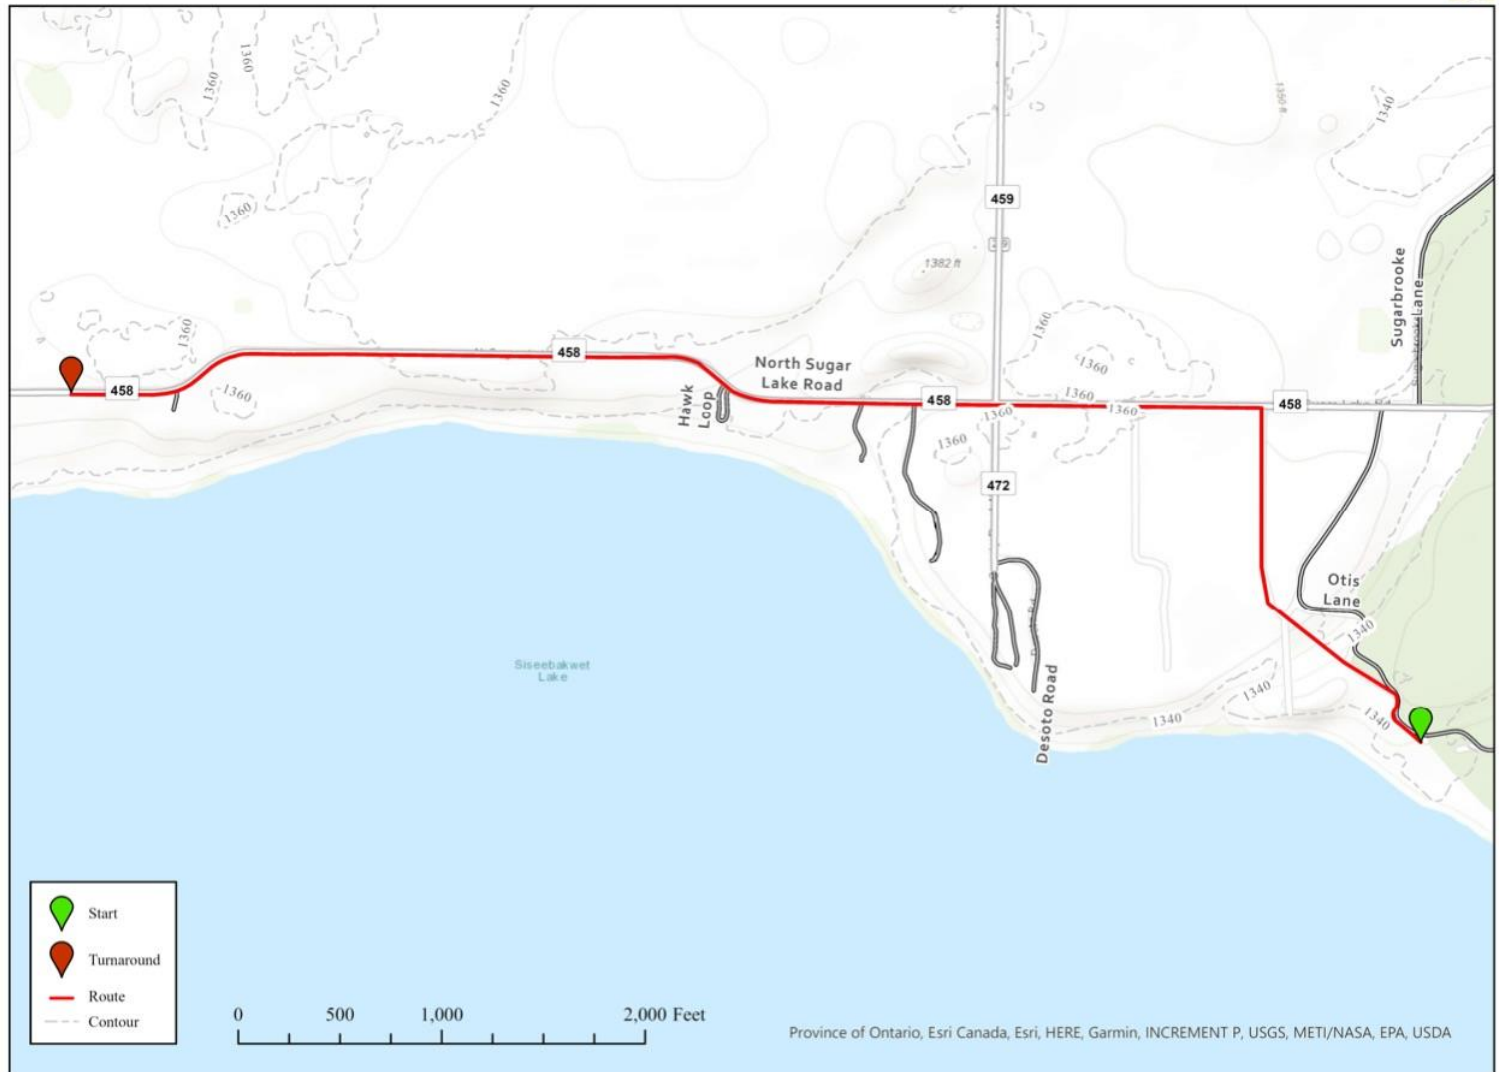 1360
1360
1360
1350 ft
1340
1360
459
1382 ft
Sugarbrooke
Lane
1360
1360
458
North Sugar
Lake Road
1360
458
1360
Hawk
Loop
458
1360
1360
1360
458
1360
472
Otis
Lane
1340
Siseebakwet
Lake
Desoto Road
1340
1340
1340
Start
Turnaround
Route
Contour
0 500 1,000 2,000 Feet
Province of Ontario, Esri Canada, Esri, HERE, Garmin, INCREMENT P, USGS, METI/NASA, EPA, USDA